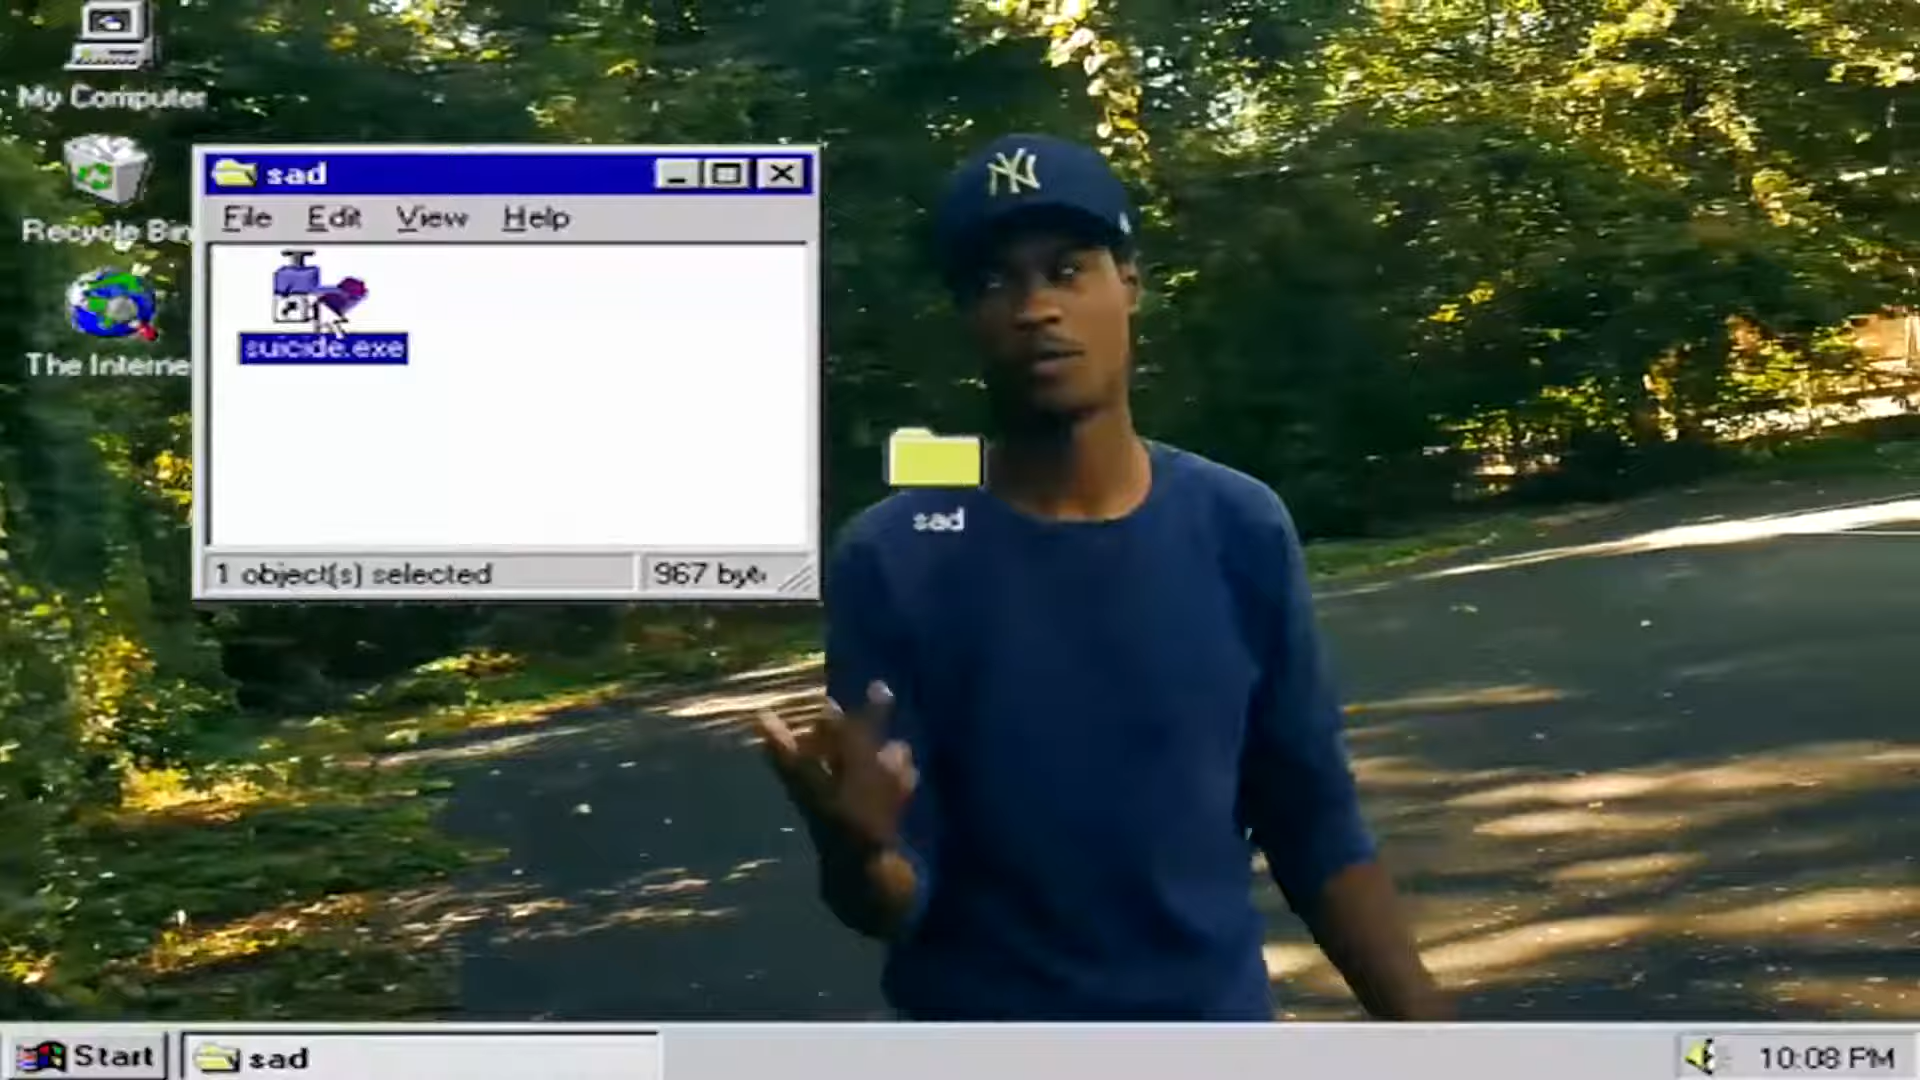 My Computer
Recycle Bin
The Interne
sad
File Edit View Help
suicide.exe
1 object(s) selected
967 byt
NY
sad
Start
sad
10:08 PM